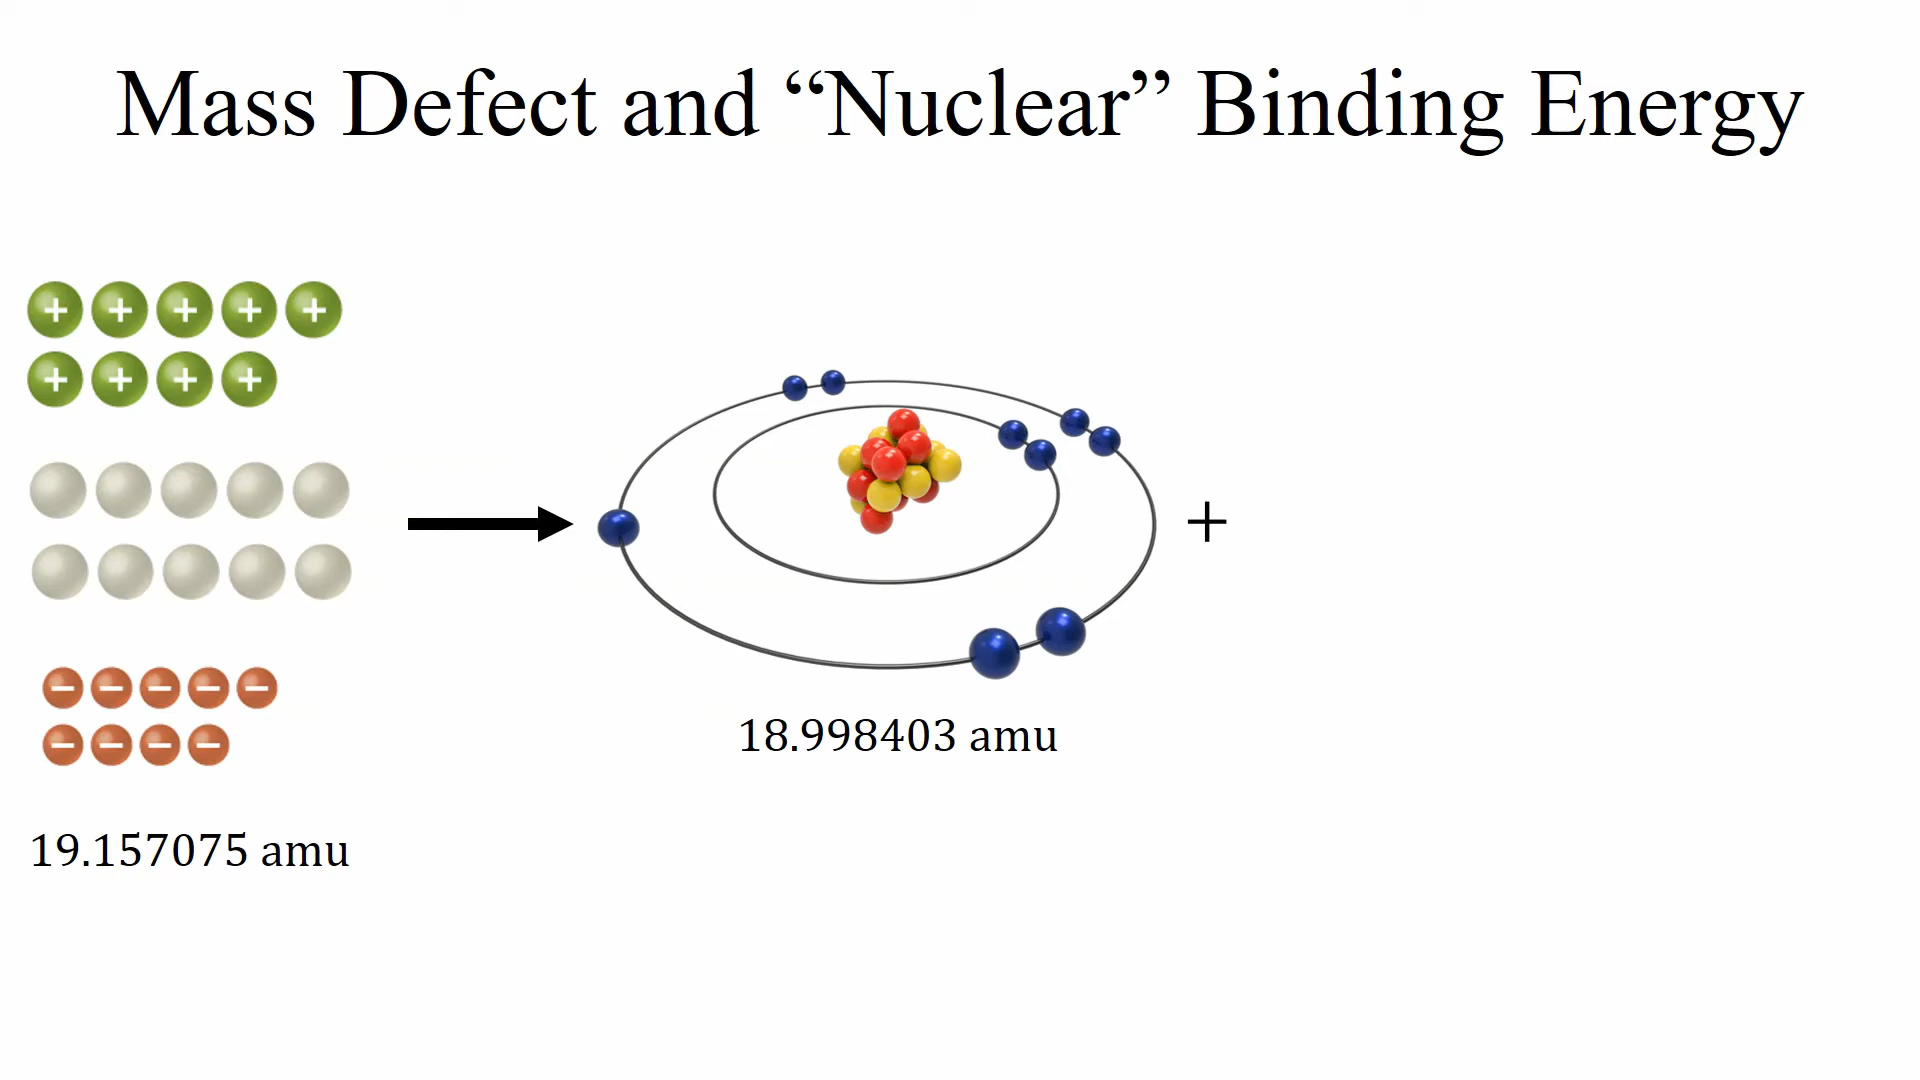 Mass Defect and “Nuclear” Binding Energy
+ + + + +
+ + + +
− − − − −
− − − −
19.157075 amu
18.998403 amu
+